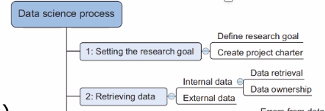 Data science process
Define research goal
1: Setting the research goal
Create project charter
Data retrieval
Internal data
Data ownership
2: Retrieving data
External data